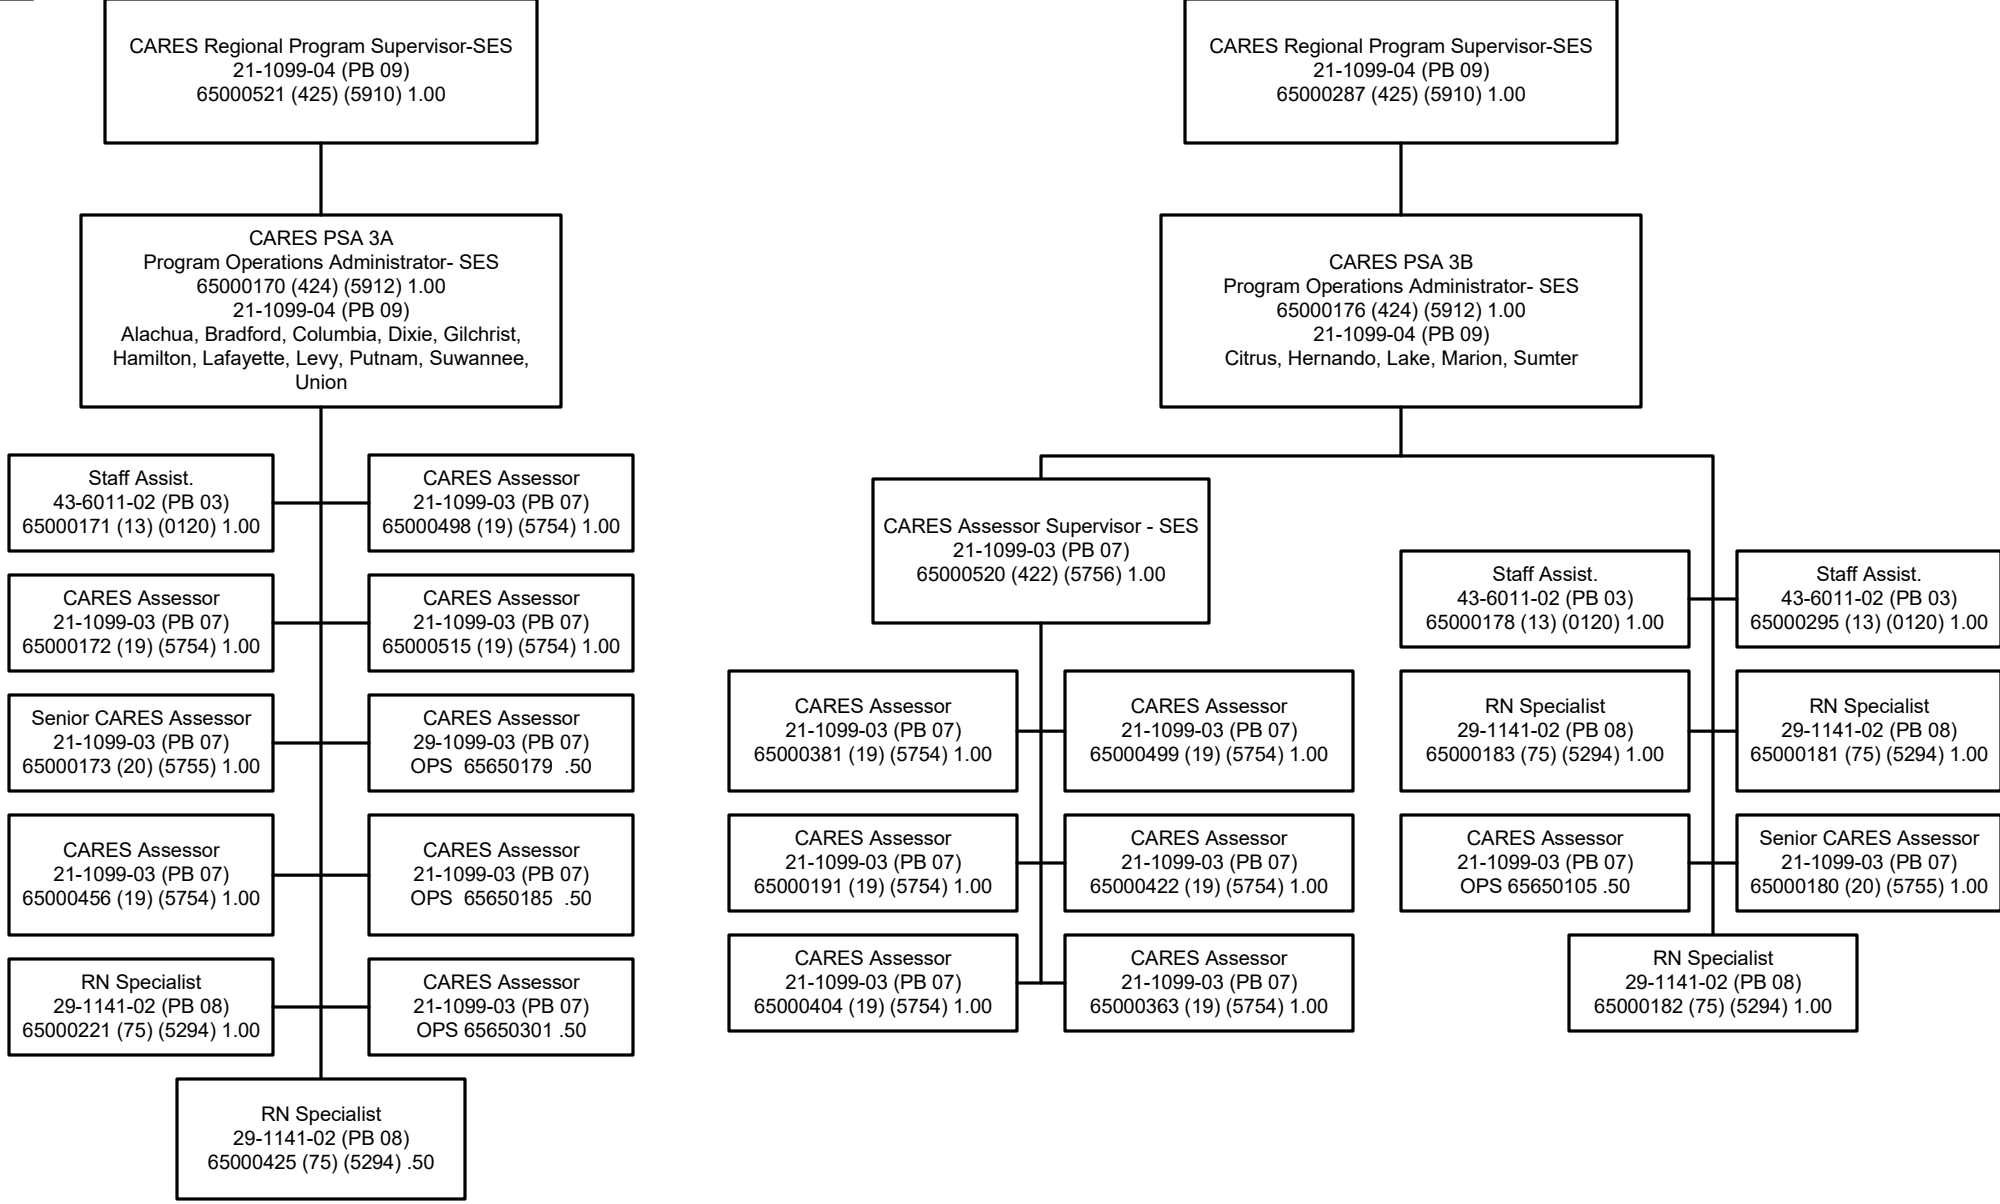 CARES Regional Program Supervisor-SES
21-1099-04 (PB 09)
65000521 (425) (5910) 1.00
CARES PSA 3A
Program Operations Administrator- SES
65000170 (424) (5912) 1.00
21-1099-04 (PB 09)
Alachua, Bradford, Columbia, Dixie, Gilchrist,
Hamilton, Lafayette, Levy, Putnam, Suwannee,
Union
Staff Assist.
43-6011-02 (PB 03)
65000171 (13) (0120) 1.00
CARES Assessor
21-1099-03 (PB 07)
65000498 (19) (5754) 1.00
CARES Assessor
21-1099-03 (PB 07)
65000172 (19) (5754) 1.00
CARES Assessor
21-1099-03 (PB 07)
65000515 (19) (5754) 1.00
Senior CARES Assessor
21-1099-03 (PB 07)
65000173 (20) (5755) 1.00
CARES Assessor
29-1099-03 (PB 07)
OPS  65650179  .50
CARES Assessor
21-1099-03 (PB 07)
65000456 (19) (5754) 1.00
CARES Assessor
21-1099-03 (PB 07)
OPS  65650185  .50
RN Specialist
29-1141-02 (PB 08)
65000221 (75) (5294) 1.00
CARES Assessor
21-1099-03 (PB 07)
OPS 65650301 .50
RN Specialist
29-1141-02 (PB 08)
65000425 (75) (5294) .50
CARES Regional Program Supervisor-SES
21-1099-04 (PB 09)
65000287 (425) (5910) 1.00
CARES PSA 3B
Program Operations Administrator- SES
65000176 (424) (5912) 1.00
21-1099-04 (PB 09)
Citrus, Hernando, Lake, Marion, Sumter
CARES Assessor Supervisor - SES
21-1099-03 (PB 07)
65000520 (422) (5756) 1.00
CARES Assessor
21-1099-03 (PB 07)
65000381 (19) (5754) 1.00
CARES Assessor
21-1099-03 (PB 07)
65000499 (19) (5754) 1.00
CARES Assessor
21-1099-03 (PB 07)
65000191 (19) (5754) 1.00
CARES Assessor
21-1099-03 (PB 07)
65000422 (19) (5754) 1.00
CARES Assessor
21-1099-03 (PB 07)
65000404 (19) (5754) 1.00
CARES Assessor
21-1099-03 (PB 07)
65000363 (19) (5754) 1.00
Staff Assist.
43-6011-02 (PB 03)
65000178 (13) (0120) 1.00
Staff Assist.
43-6011-02 (PB 03)
65000295 (13) (0120) 1.00
RN Specialist
29-1141-02 (PB 08)
65000183 (75) (5294) 1.00
RN Specialist
29-1141-02 (PB 08)
65000181 (75) (5294) 1.00
CARES Assessor
21-1099-03 (PB 07)
OPS 65650105 .50
Senior CARES Assessor
21-1099-03 (PB 07)
65000180 (20) (5755) 1.00
RN Specialist
29-1141-02 (PB 08)
65000182 (75) (5294) 1.00